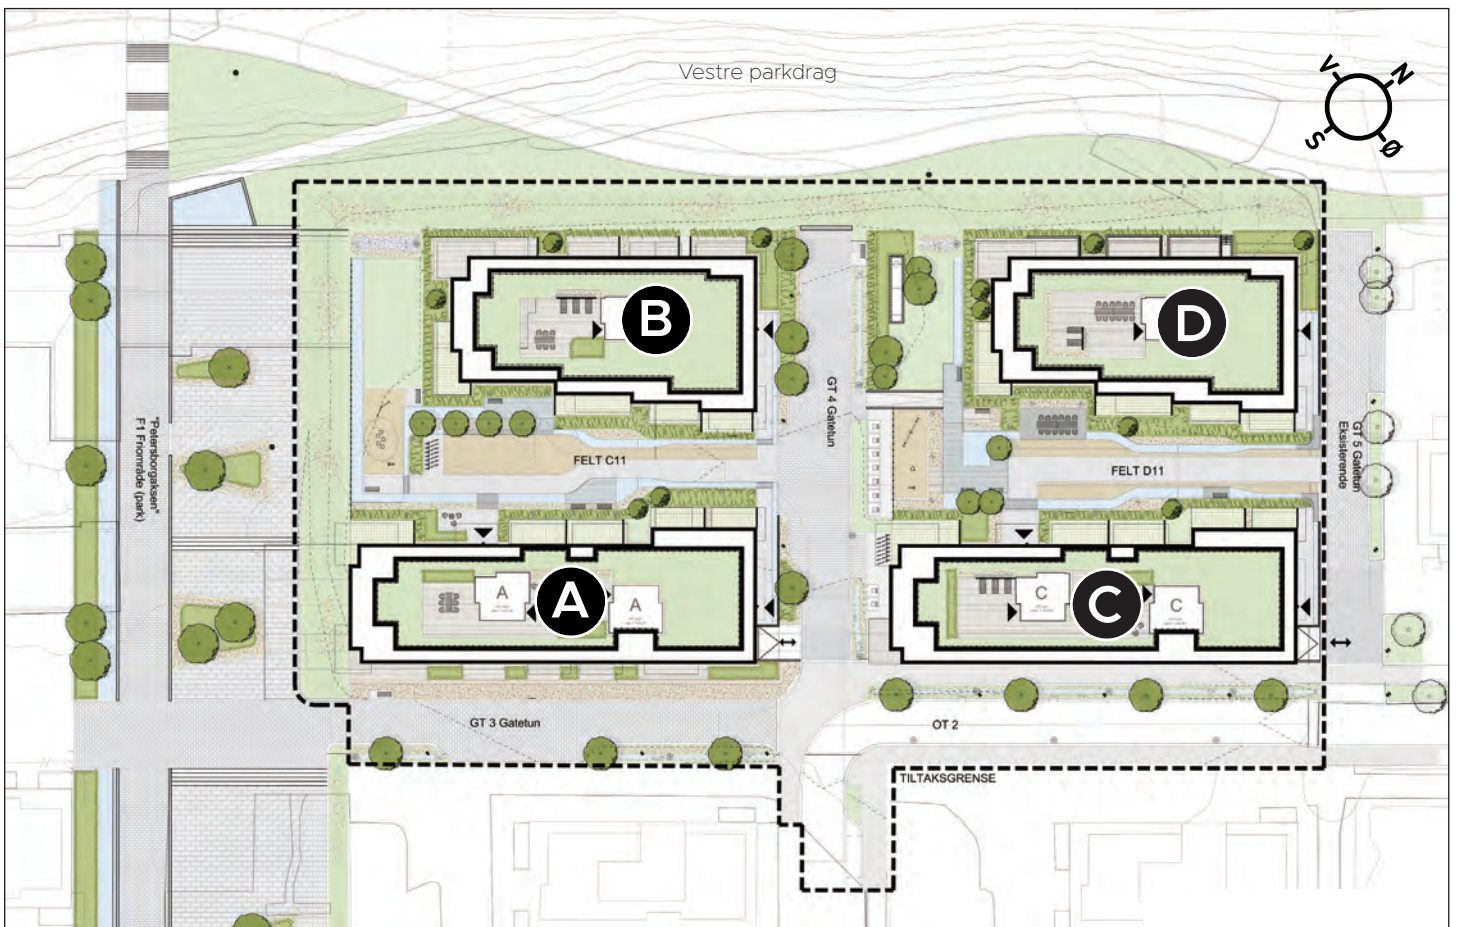 Vestre parkdrag
V
N
S
Ø
B
D
"Petersborgaksen"
F1 Friområde (park)
GT 4 Gatetun
GT 5 Gatetun
Eksisterende
FELT C11
FELT D11
A
A
A
C
C
C
GT 3 Gatetun
OT 2
TILTAKSGRENSE